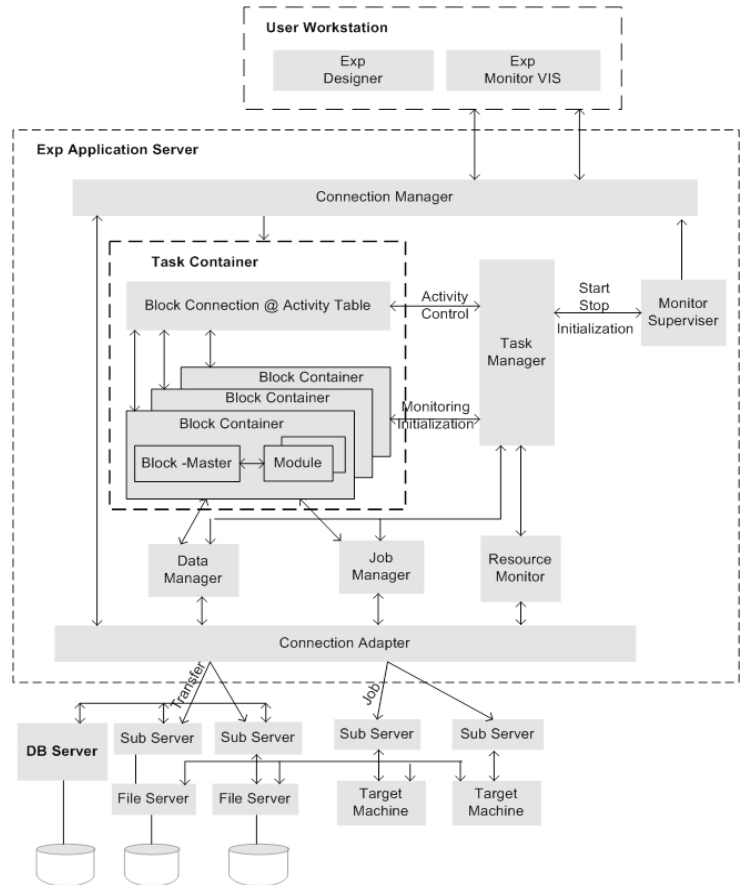 User Workstation
Exp
Designer
Exp
Monitor VIS
Exp Application Server
Connection Manager
Task Container
Block Connection @ Activity Table
Activity
Control
Task
Manager
Start
Stop
Initialization
Monitor
Superviser
Block Container
Block Container
Block Container
Monitoring
Initialization
Block -Master
Module
Data
Manager
Job
Manager
Resource
Monitor
Connection Adapter
Transfer
Job
DB Server
Sub Server
Sub Server
Sub Server
Sub Server
File Server
File Server
Target
Machine
Target
Machine